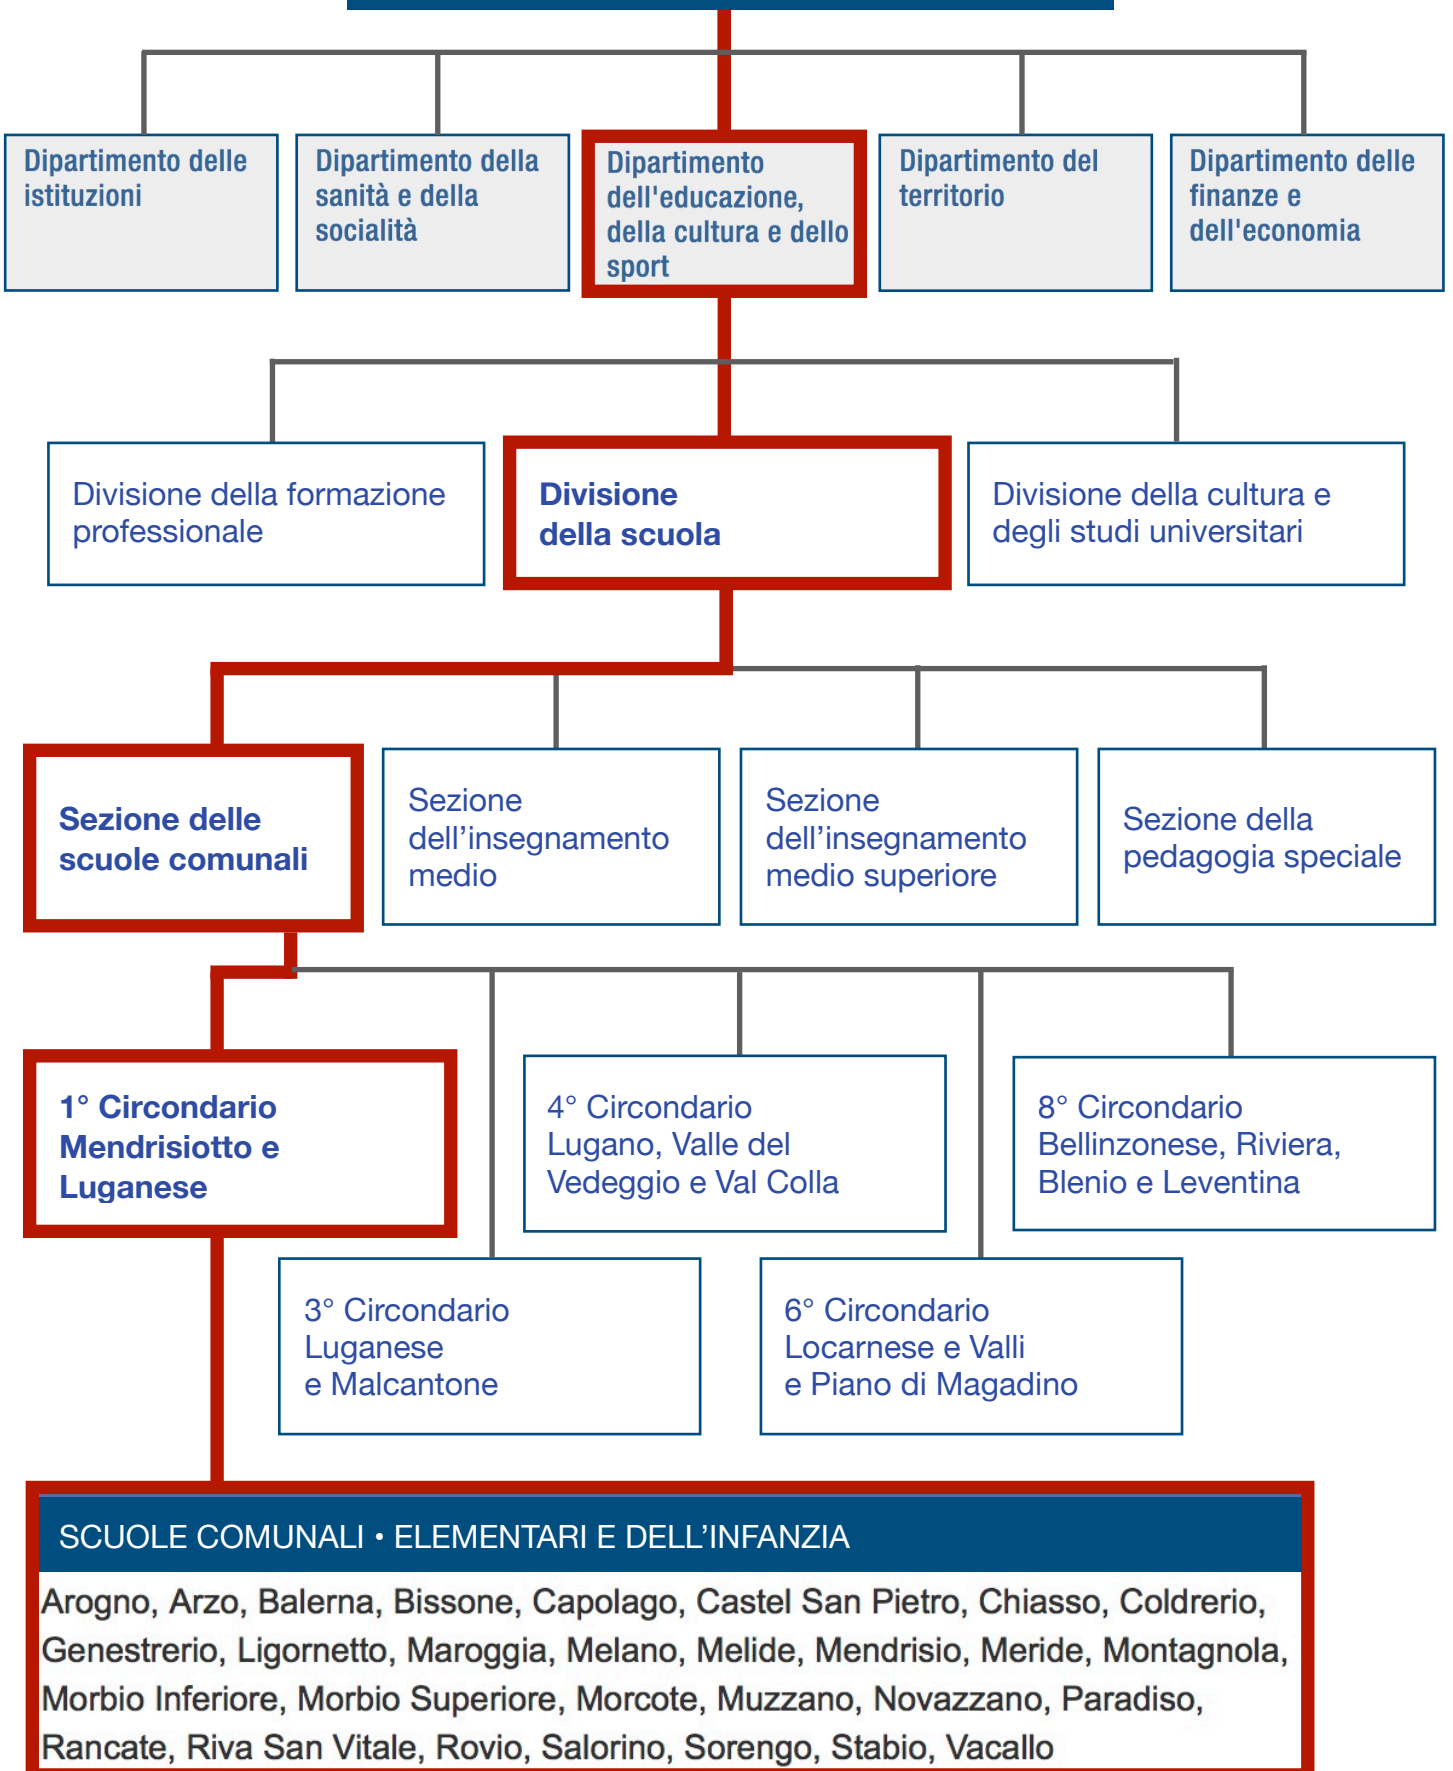 Dipartimento delle
istituzioni
Dipartimento della
sanità e della
socialità
Dipartimento
dell'educazione,
della cultura e dello
sport
Dipartimento del
territorio
Dipartimento delle
finanze e
dell'economia
Divisione della formazione
professionale
Divisione
della scuola
Divisione della cultura e
degli studi universitari
Sezione delle
scuole comunali
Sezione
dell’insegnamento
medio
Sezione
dell’insegnamento
medio superiore
Sezione della
pedagogia speciale
1° Circondario
Mendrisiotto e
Luganese
4° Circondario
Lugano, Valle del
Vedeggio e Val Colla
8° Circondario
Bellinzonese, Riviera,
Blenio e Leventina
3° Circondario
Luganese
e Malcantone
6° Circondario
Locarnese e Valli
e Piano di Magadino
SCUOLE COMUNALI • ELEMENTARI E DELL’INFANZIA
Arogno, Arzo, Balerna, Bissone, Capolago, Castel San Pietro, Chiasso, Coldrerio,
Genestrerio, Ligornetto, Maroggia, Melano, Melide, Mendrisio, Meride, Montagnola,
Morbio Inferiore, Morbio Superiore, Morcote, Muzzano, Novazzano, Paradiso,
Rancate, Riva San Vitale, Rovio, Salorino, Sorengo, Stabio, Vacallo